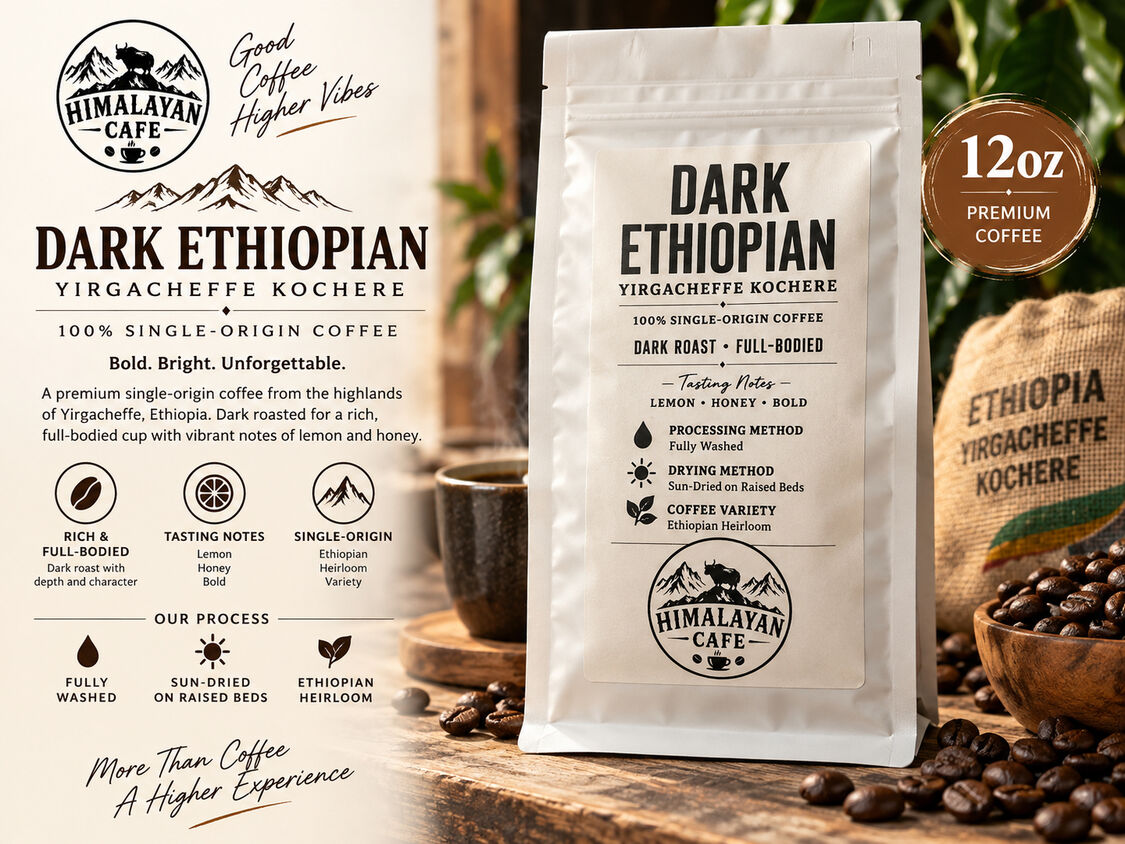 HIMALAYAN
CAFE
Good
Coffee
Higher Vibes
DARK ETHIOPIAN
YIRGACHEFFE KOCHERE
100% SINGLE-ORIGIN COFFEE
Bold. Bright. Unforgettable.
A premium single-origin coffee from the highlands
of Yirgacheffe, Ethiopia. Dark roasted for a rich,
full-bodied cup with vibrant notes of lemon and honey.
RICH &
FULL-BODIED
Dark roast with
depth and character
TASTING NOTES
Lemon
Honey
Bold
SINGLE-ORIGIN
Ethiopian
Heirloom
Variety
OUR PROCESS
FULLY
WASHED
SUN-DRIED
ON RAISED BEDS
ETHIOPIAN
HEIRLOOM
More Than Coffee
A Higher Experience
DARK
ETHIOPIAN
YIRGACHEFFE KOCHERE
100% SINGLE-ORIGIN COFFEE
DARK ROAST • FULL-BODIED
— Tasting Notes —
LEMON • HONEY • BOLD
PROCESSING METHOD
Fully Washed
DRYING METHOD
Sun-Dried on Raised Beds
COFFEE VARIETY
Ethiopian Heirloom
HIMALAYAN
CAFE
12oz
PREMIUM
COFFEE
ETHIOPIA
YIRGACHEFFE
KOCHERE